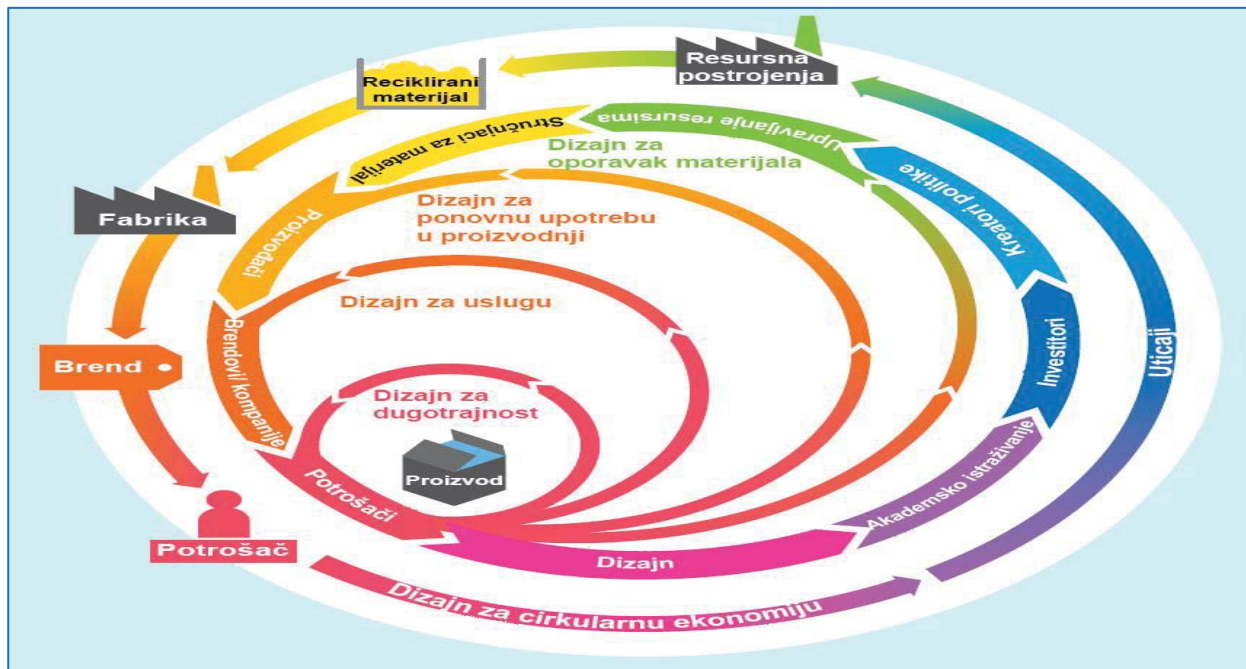 Resursna
postrojenja
Reciklirani
materijal
Fabrika
Brend
Potrošač
Dizajn za cirkularnu ekonomiju
Uticaji
Upravljanje resursima
Stručnjaci za materijal
Proizvođači
Brendovi/ kompanije
Potrošači
Dizajn
Akademsko istraživanje
Investitori
Kreatori politike
Dizajn za
oporavak materijala
Dizajn za
ponovnu upotrebu
u proizvodnji
Dizajn za uslugu
Dizajn za
dugotrajnost
Proizvod